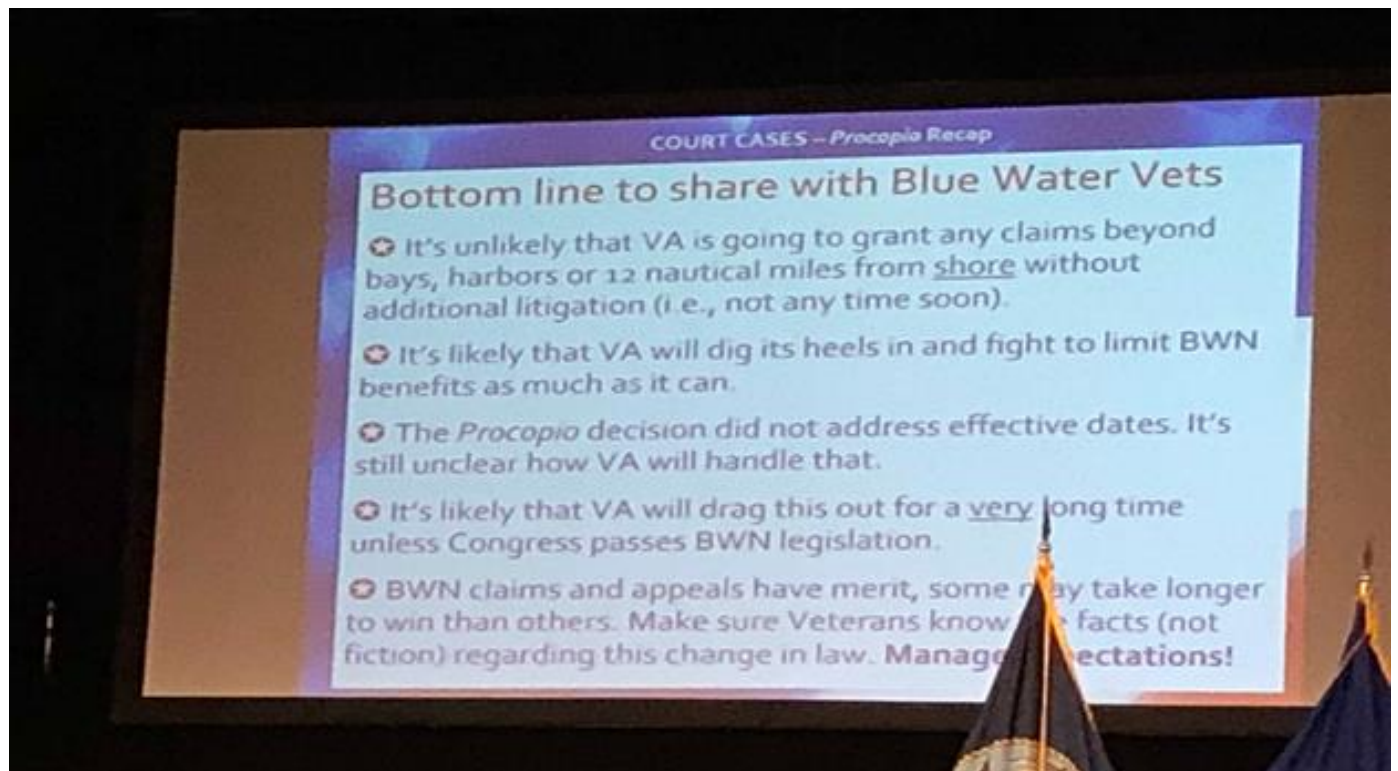 COURT CASES – Procopio Recap
Bottom line to share with Blue Water Vets
It's unlikely that VA is going to grant any claims beyond
bays, harbors or 12 nautical miles from shore without
additional litigation (i.e., not any time soon).
It's likely that VA will dig its heels in and fight to limit BWN
benefits as much as it can.
The Procopio decision did not address effective dates. It's
still unclear how VA will handle that.
It's likely that VA will drag this out for a very long time
unless Congress passes BWN legislation.
BWN claims and appeals have merit, some may take longer
to win than others. Make sure Veterans know facts (not
fiction) regarding this change in law.